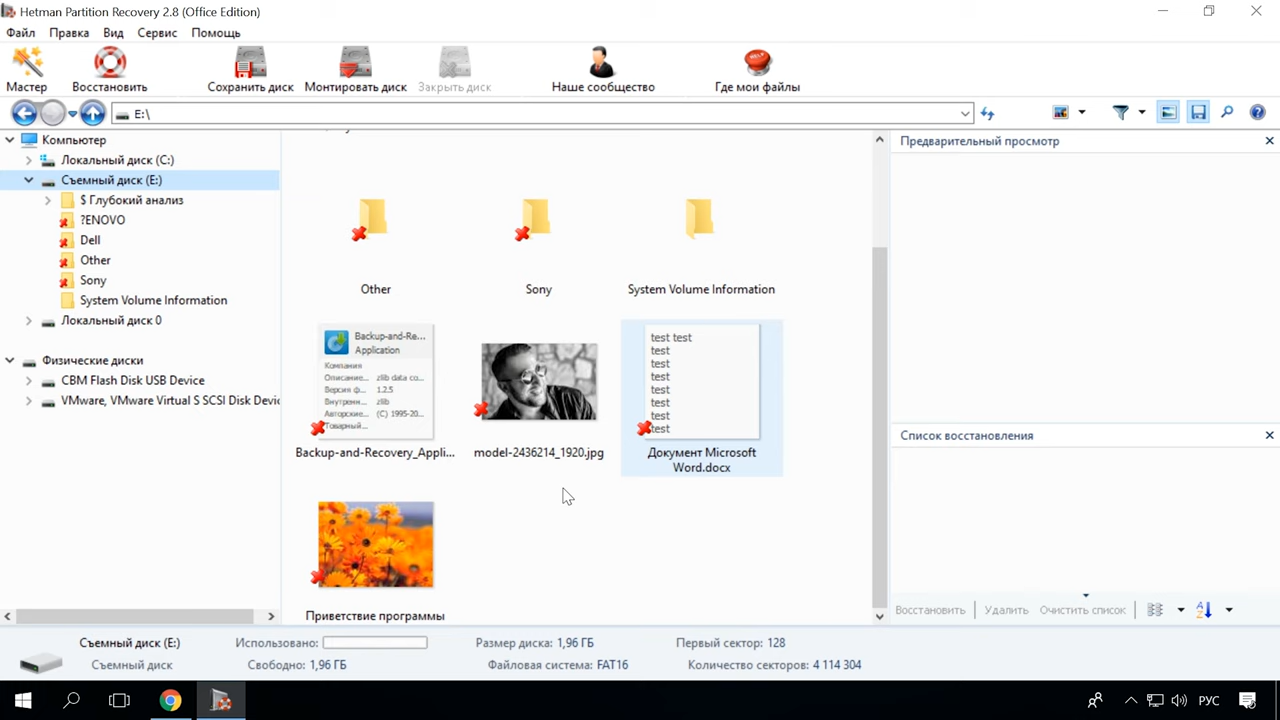 Hetman Partition Recovery 2.8 (Office Edition)
Файл Правка Вид Сервис Помощь
Мастер Восстановить Сохранить диск Монтировать диск Закрыть диск Наше сообщество Где мои файлы
E:\
Компьютер
Локальный диск (C:)
Съемный диск (E:)
$ Глубокий анализ
?ENOVO
Dell
Other
Sony
System Volume Information
Локальный диск 0
Физические диски
CBM Flash Disk USB Device
VMware, VMware Virtual S SCSI Disk Devic
Other Sony System Volume Information
Backup-and-Re...
Application
Компания
Описание... zlib data co...
Версия ф... 1.2.5
Внутренн... zlib
Авторские... (C) 1995-20...
Товарный...
Backup-and-Recovery_Appli...
model-2436214_1920.jpg
test test
test
test
test
test
test
test
test
Документ Microsoft
Word.docx
Приветствие программы
Предварительный просмотр
Список восстановления
Восстановить Удалить Очистить список
Съемный диск (E:) Использовано: Размер диска: 1,96 ГБ Первый сектор: 128
Съемный диск Свободно: 1,96 ГБ Файловая система: FAT16 Количество секторов: 4 114 304
РУС